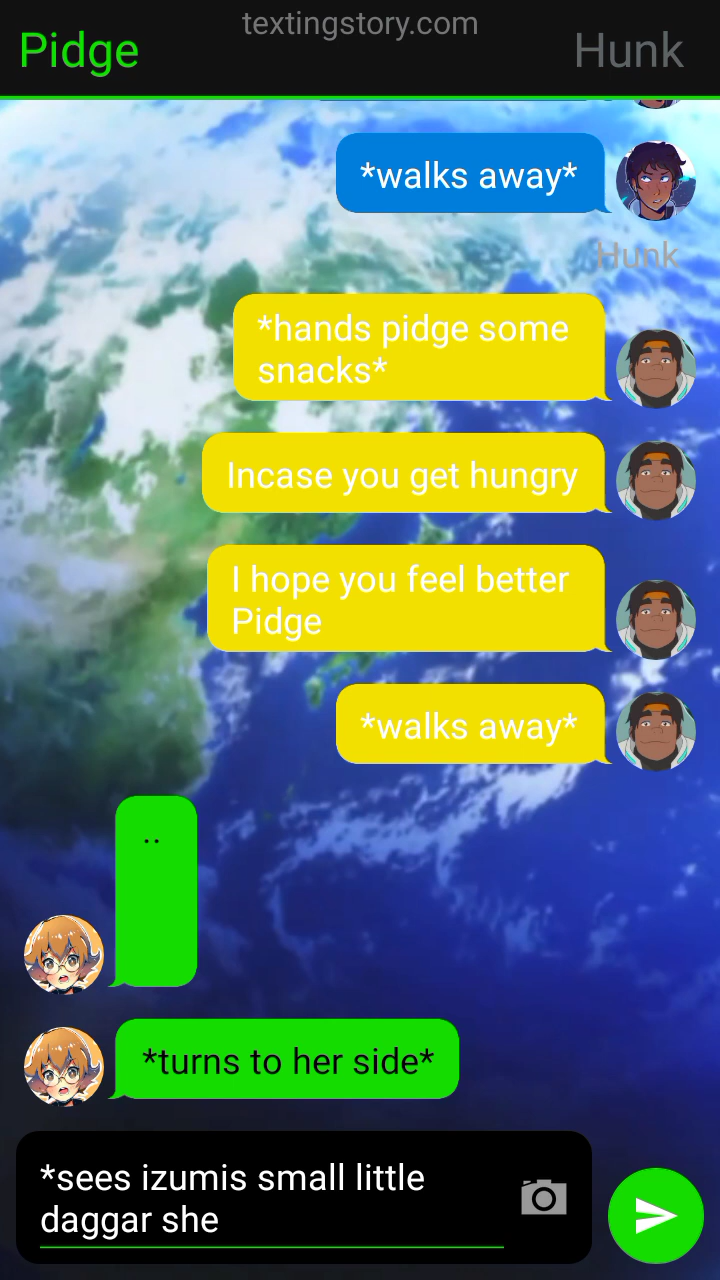 textingstory.com
Pidge
Hunk
*walks away*
Hunk
*hands pidge some
snacks*
Incase you get hungry
I hope you feel better
Pidge
*walks away*
..
*turns to her side*
*sees izumis small little
daggar she